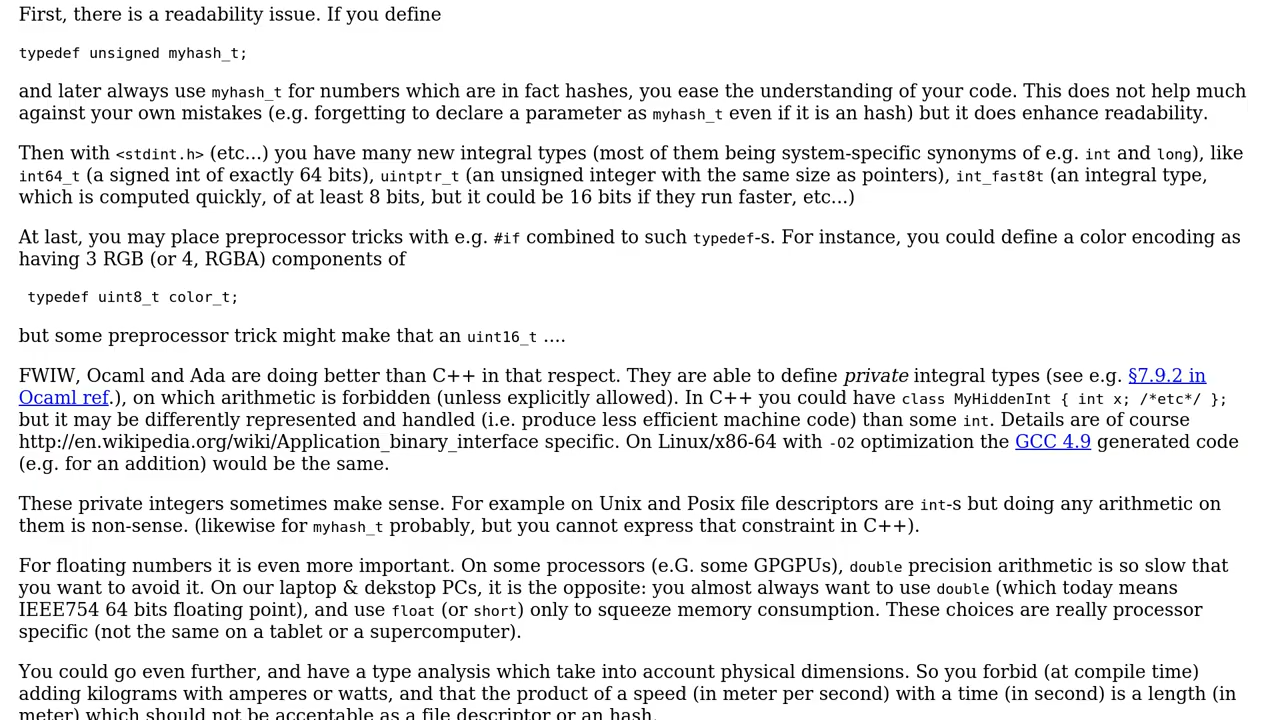 First, there is a readability issue. If you define
typedef unsigned myhash_t;
and later always use myhash_t for numbers which are in fact hashes, you ease the understanding of your code. This does not help much
against your own mistakes (e.g. forgetting to declare a parameter as myhash_t even if it is an hash) but it does enhance readability.
Then with <stdint.h> (etc...) you have many new integral types (most of them being system-specific synonyms of e.g. int and long), like
int64_t (a signed int of exactly 64 bits), uintptr_t (an unsigned integer with the same size as pointers), int_fast8t (an integral type,
which is computed quickly, of at least 8 bits, but it could be 16 bits if they run faster, etc...)
At last, you may place preprocessor tricks with e.g. #if combined to such typedef-s. For instance, you could define a color encoding as
having 3 RGB (or 4, RGBA) components of
typedef uint8_t color_t;
but some preprocessor trick might make that an uint16_t ....
FWIW, Ocaml and Ada are doing better than C++ in that respect. They are able to define private integral types (see e.g. §7.9.2 in
Ocaml ref.), on which arithmetic is forbidden (unless explicitly allowed). In C++ you could have class MyHiddenInt { int x; /*etc*/ };
but it may be differently represented and handled (i.e. produce less efficient machine code) than some int. Details are of course
http://en.wikipedia.org/wiki/Application_binary_interface specific. On Linux/x86-64 with -O2 optimization the GCC 4.9 generated code
(e.g. for an addition) would be the same.
These private integers sometimes make sense. For example on Unix and Posix file descriptors are int-s but doing any arithmetic on
them is non-sense. (likewise for myhash_t probably, but you cannot express that constraint in C++).
For floating numbers it is even more important. On some processors (e.G. some GPGPUs), double precision arithmetic is so slow that
you want to avoid it. On our laptop & dekstop PCs, it is the opposite: you almost always want to use double (which today means
IEEE754 64 bits floating point), and use float (or short) only to squeeze memory consumption. These choices are really processor
specific (not the same on a tablet or a supercomputer).
You could go even further, and have a type analysis which take into account physical dimensions. So you forbid (at compile time)
adding kilograms with amperes or watts, and that the product of a speed (in meter per second) with a time (in second) is a length (in
meter) which should not be acceptable as a file descriptor or an hash.